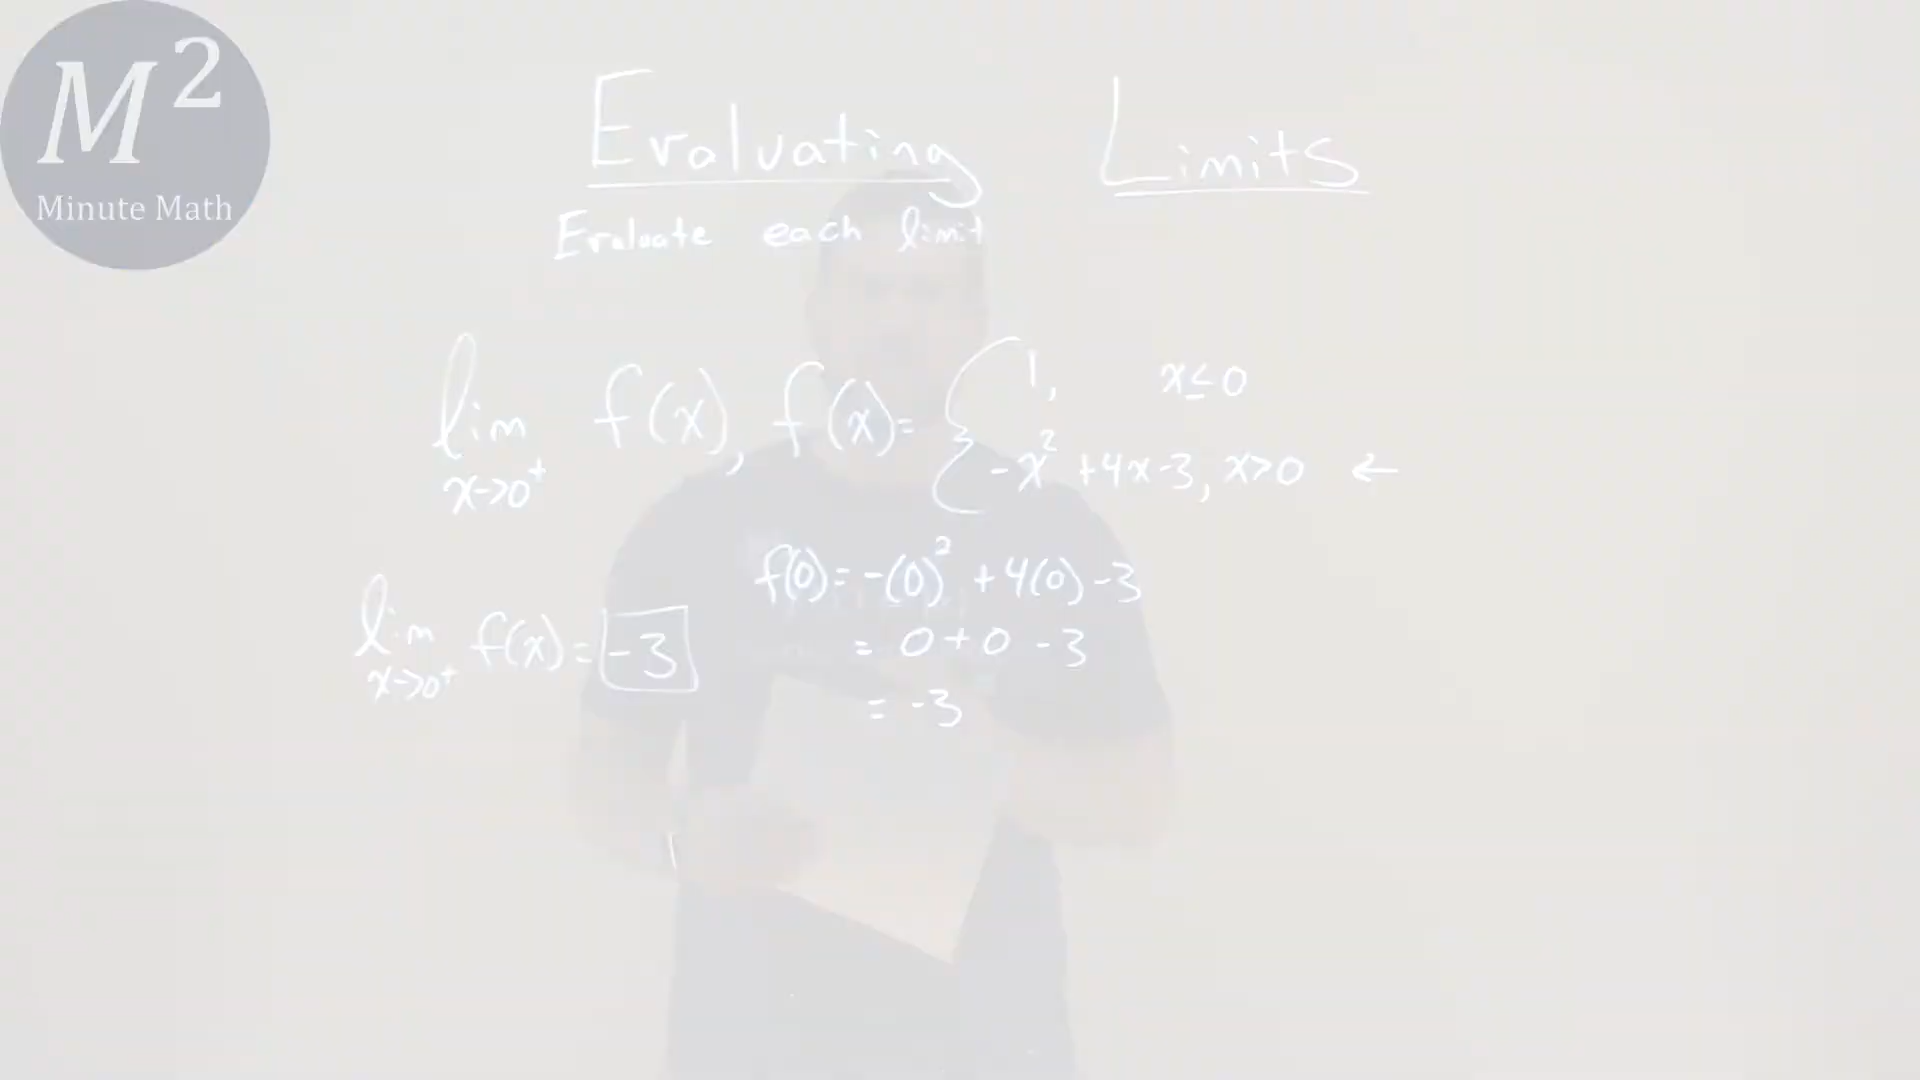 M²
Minute Math
Evaluating Limits
Evaluate each limit
lim f(x), f(x) = { 1, x≤0
x→0⁺
-x² +4x-3, x>0 ←
f(0) = -(0)² + 4(0) - 3
lim f(x) = -3
x→0⁺
= 0 + 0 - 3
= -3